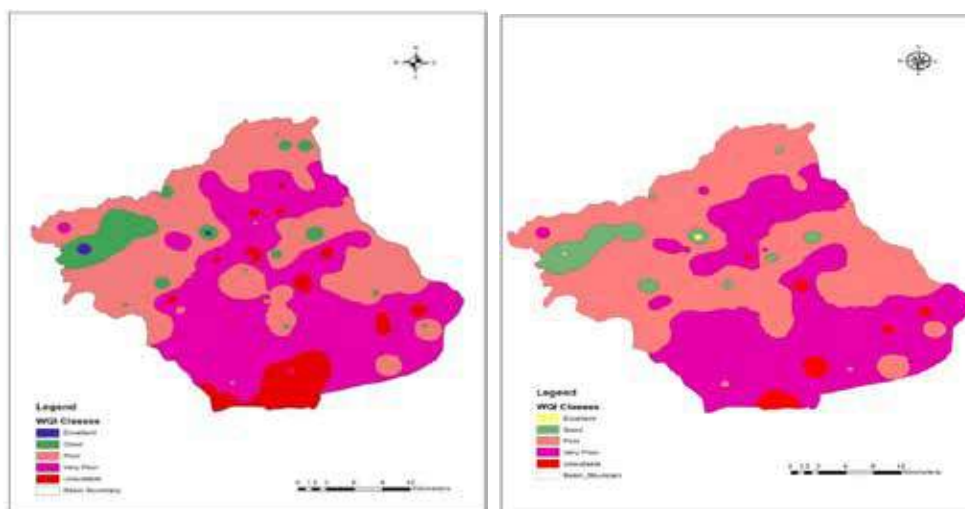 Legend
WQI Classes
Excellent
Good
Poor
Very Poor
Unsuitable
Basin Boundary
Legend
WQI Classes
Excellent
Good
Poor
Very Poor
Unsuitable
Basin_Boundary